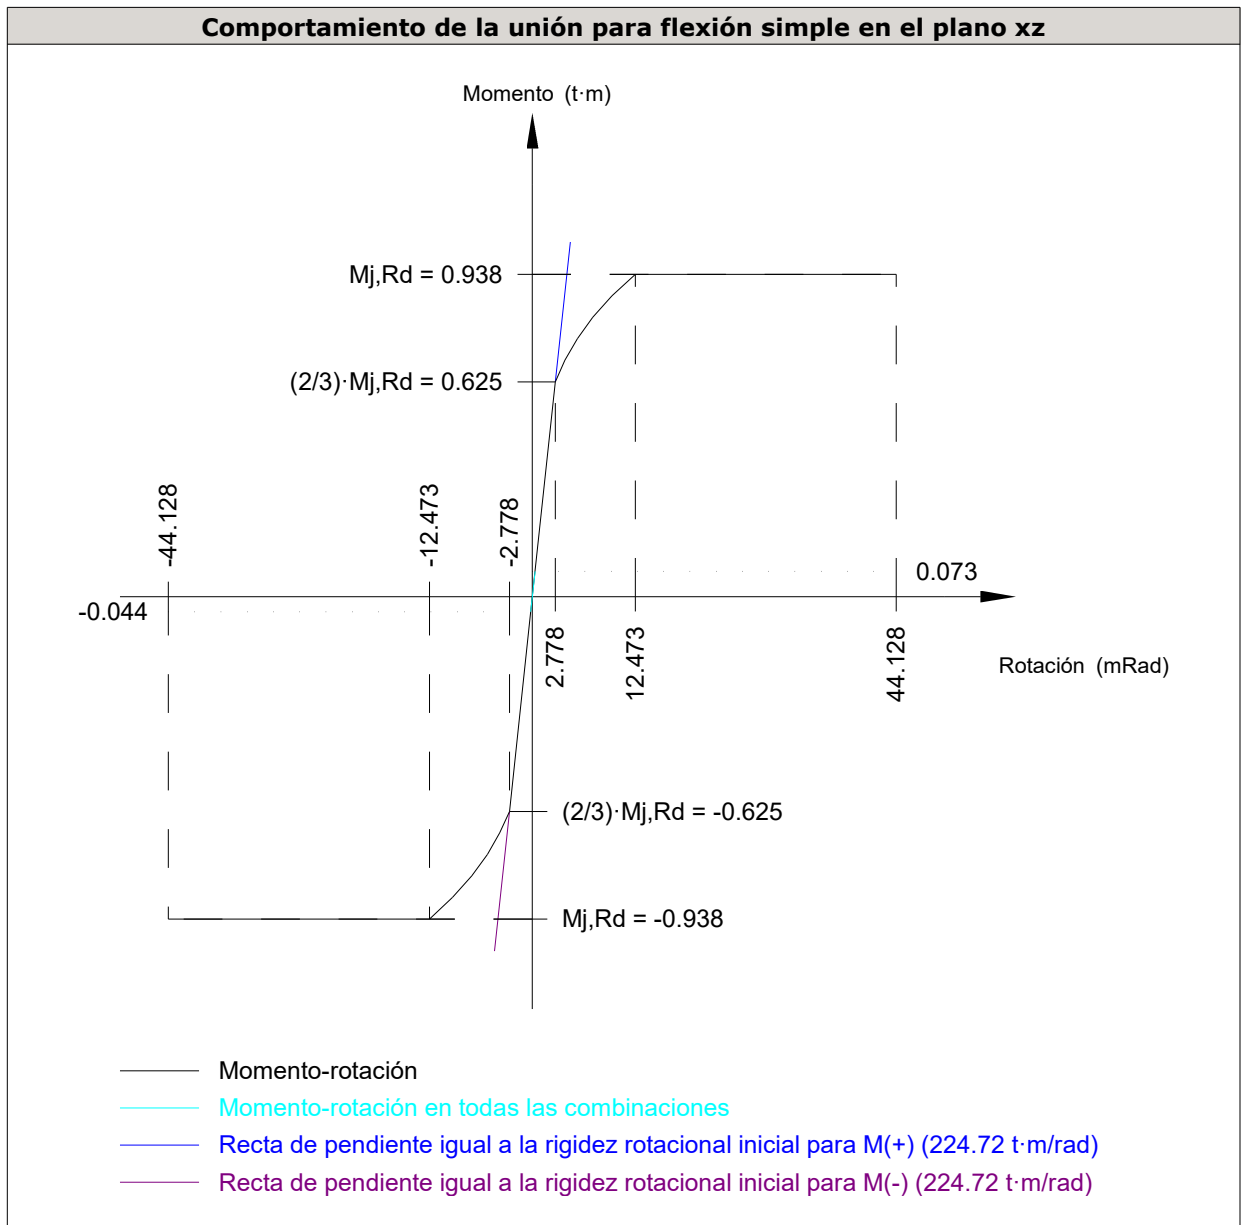 Comportamiento de la unión para flexión simple en el plano xz
Momento (t·m)
Mj,Rd = 0.938
(2/3)·Mj,Rd = 0.625
-44.128
-12.473
-2.778
0.073
-0.044
2.778
12.473
44.128
Rotación (mRad)
(2/3)·Mj,Rd = -0.625
Mj,Rd = -0.938
Momento-rotación
Momento-rotación en todas las combinaciones
Recta de pendiente igual a la rigidez rotacional inicial para M(+) (224.72 t·m/rad)
Recta de pendiente igual a la rigidez rotacional inicial para M(-) (224.72 t·m/rad)